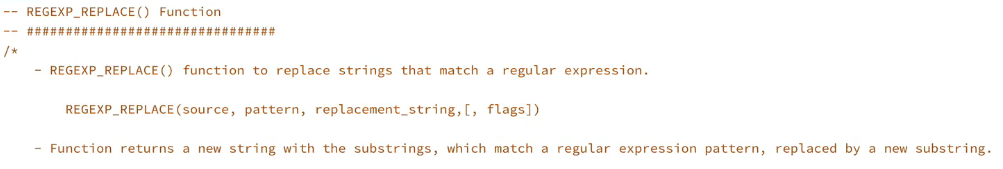 -- REGEXP_REPLACE() Function
-- ################################
/*
- REGEXP_REPLACE() function to replace strings that match a regular expression.
REGEXP_REPLACE(source, pattern, replacement_string,[, flags])
- Function returns a new string with the substrings, which match a regular expression pattern, replaced by a new substring.